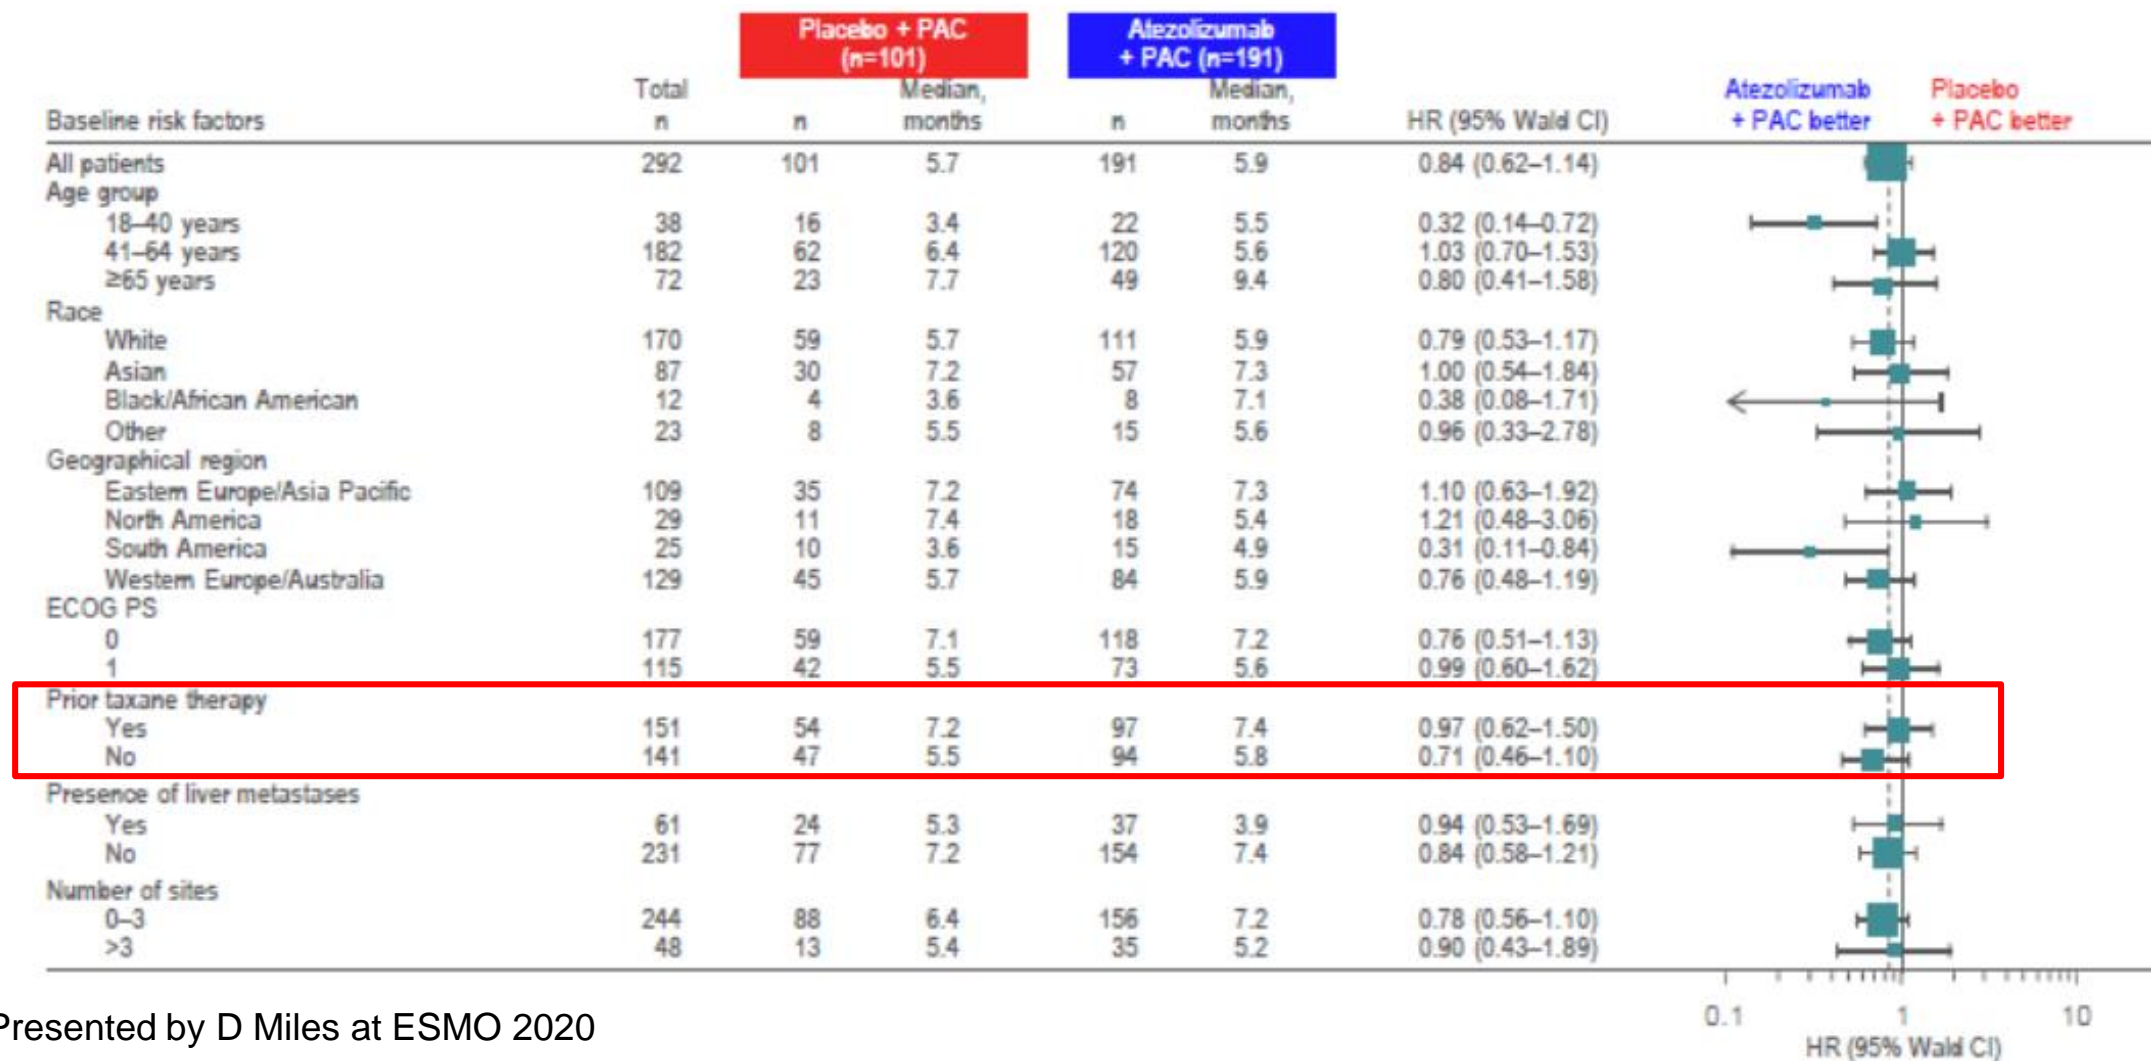 Placebo + PAC
(n=101)
Atezolizumab
+ PAC (n=191)
Total Median, Median, Atezolizumab Placebo
Baseline risk factors n n months n months HR (95% Wald CI) + PAC better + PAC better
All patients 292 101 5.7 191 5.9 0.84 (0.62–1.14)
Age group
18–40 years 38 16 3.4 22 5.5 0.32 (0.14–0.72)
41–64 years 182 62 6.4 120 5.6 1.03 (0.70–1.53)
≥65 years 72 23 7.7 49 9.4 0.80 (0.41–1.58)
Race
White 170 59 5.7 111 5.9 0.79 (0.53–1.17)
Asian 87 30 7.2 57 7.3 1.00 (0.54–1.84)
Black/African American 12 4 3.6 8 7.1 0.38 (0.08–1.71)
Other 23 8 5.5 15 5.6 0.96 (0.33–2.78)
Geographical region
Eastern Europe/Asia Pacific 109 35 7.2 74 7.3 1.10 (0.63–1.92)
North America 29 11 7.4 18 5.4 1.21 (0.48–3.06)
South America 25 10 3.6 15 4.9 0.31 (0.11–0.84)
Western Europe/Australia 129 45 5.7 84 5.9 0.76 (0.48–1.19)
ECOG PS
0 177 59 7.1 118 7.2 0.76 (0.51–1.13)
1 115 42 5.5 73 5.6 0.99 (0.60–1.62)
Prior taxane therapy
Yes 151 54 7.2 97 7.4 0.97 (0.62–1.50)
No 141 47 5.5 94 5.8 0.71 (0.46–1.10)
Presence of liver metastases
Yes 61 24 5.3 37 3.9 0.94 (0.53–1.69)
No 231 77 7.2 154 7.4 0.84 (0.58–1.21)
Number of sites
0–3 244 88 6.4 156 7.2 0.78 (0.56–1.10)
>3 48 13 5.4 35 5.2 0.90 (0.43–1.89)
0.1 1 10
HR (95% Wald CI)
Presented by D Miles at ESMO 2020